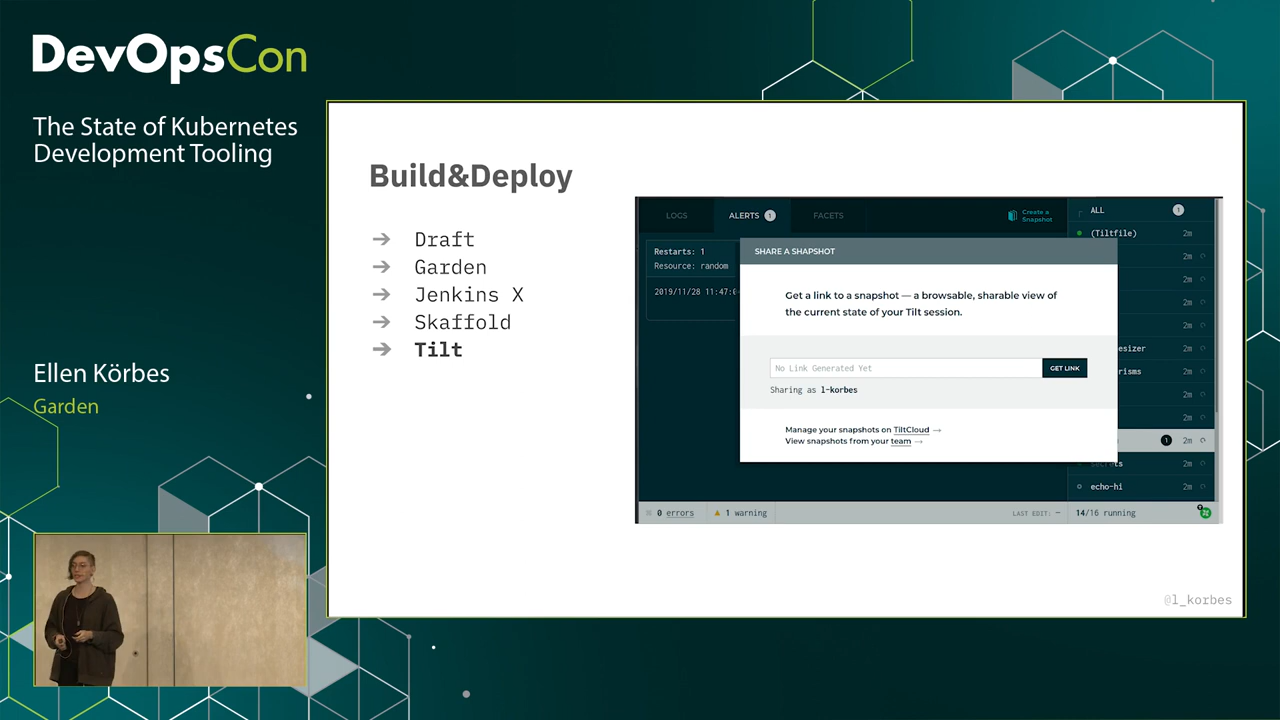 DevOpsCon
The State of Kubernetes
Development Tooling
Ellen Körbes
Garden
Build&Deploy
➔ Draft
➔ Garden
➔ Jenkins X
➔ Skaffold
➔ Tilt
LOGS ALERTS 1 FACETS
Create a
Snapshot
ALL 1
(Tiltfile) 2m
Restarts: 1
Resource: random
2019/11/28 11:47:
SHARE A SNAPSHOT
Get a link to a snapshot — a browsable, sharable view of
the current state of your Tilt session.
No Link Generated Yet
GET LINK
Sharing as l-korbes
Manage your snapshots on TiltCloud →
View snapshots from your team →
2m
2m
2m
2m
esizer 2m
risms 2m
2m
2m
1 2m
secrets 2m
echo-hi 2m
0 errors
1 warning
LAST EDIT: —
14/16 running
@l_korbes